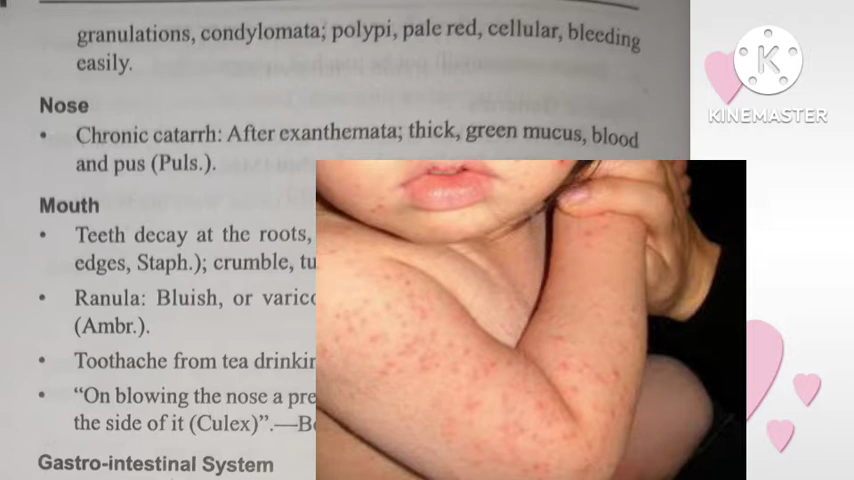 granulations, condylomata; polypi, pale red, cellular, bleeding
easily.
Nose
• Chronic catarrh: After exanthemata; thick, green mucus, blood
and pus (Puls.).
Mouth
• Teeth decay at the roots,
edges, Staph.); crumble,
• Ranula: Bluish, or
(Ambr.).
• Toothache from tea
• “On blowing the nose a
the side of it (Culex)”.—
Gastro-intestinal System
K
KINEMASTER